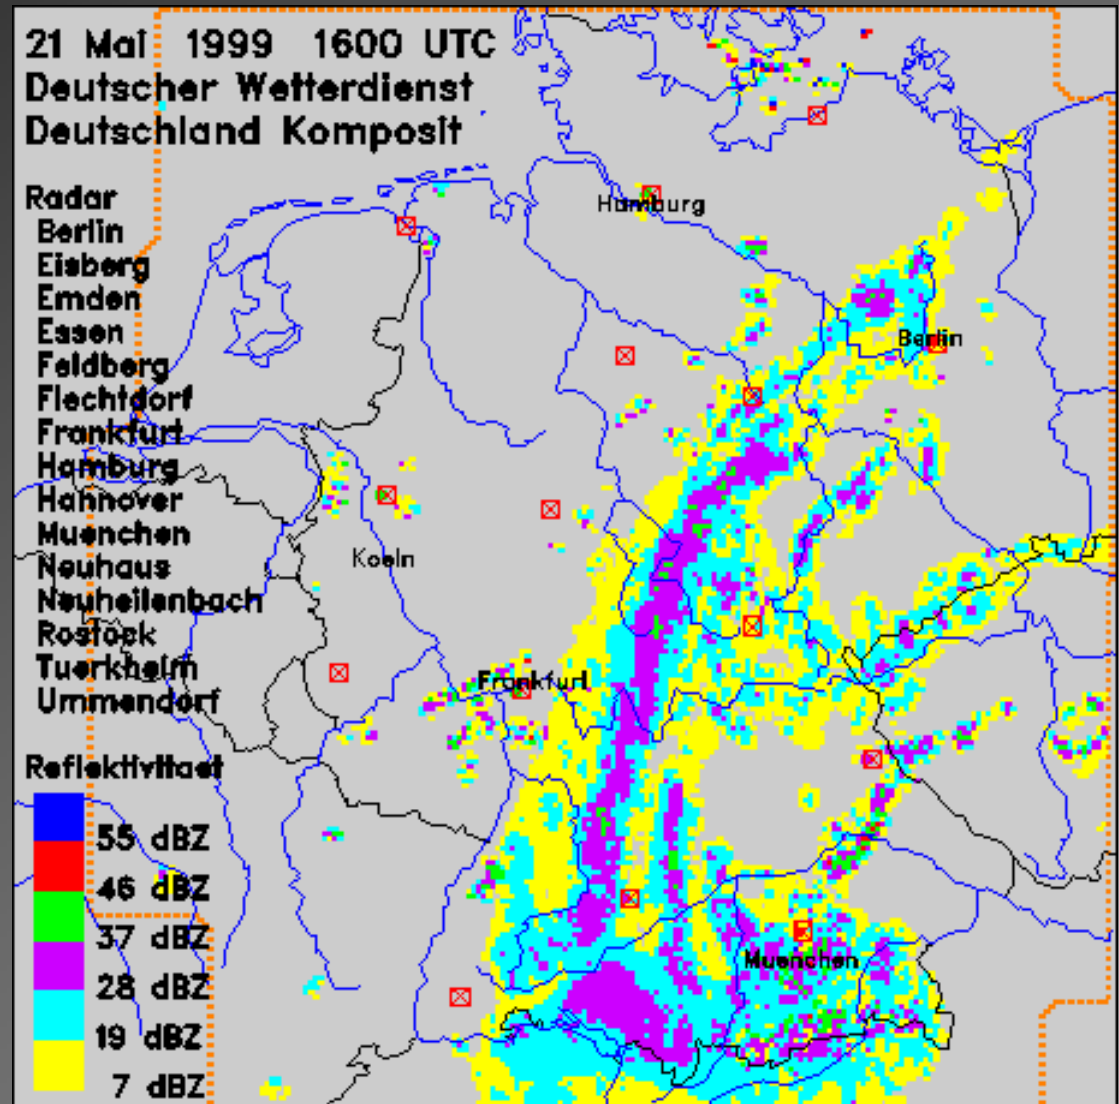 21 Mai 1999 1600 UTC
Deutscher Wetterdienst
Deutschland Komposit
Radar
Berlin
Eisberg
Emden
Essen
Feldberg
Flechtdorf
Frankfurt
Hamburg
Hannover
Muenchen
Neuhaus
Neuheilenbach
Rostock
Tuerkheim
Ummendorf
Reflektivitaet
55 dBZ
46 dBZ
37 dBZ
28 dBZ
19 dBZ
7 dBZ
Hamburg
Berlin
Koeln
Frankfurt
Muenchen